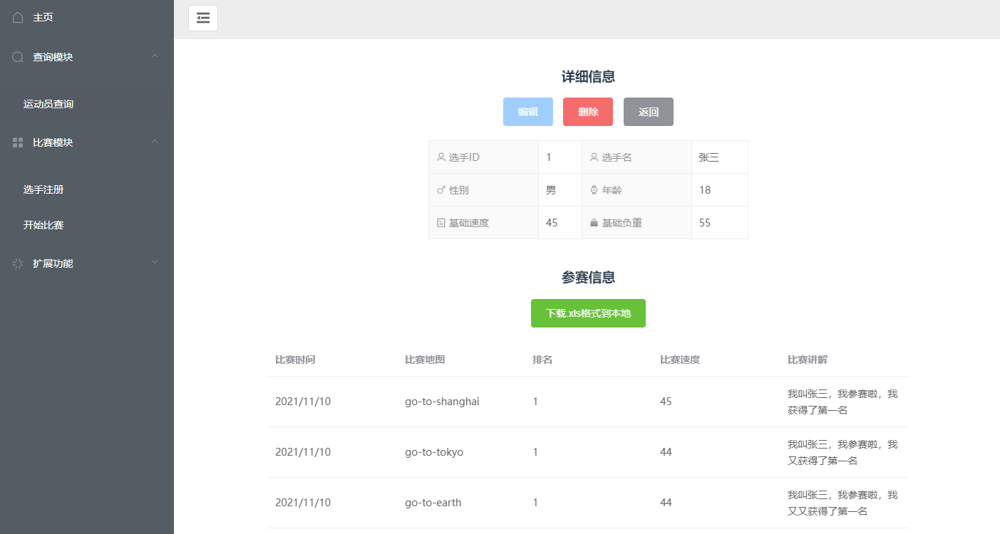 主页
查询模块
运动员查询
比赛模块
选手注册
开始比赛
扩展功能
详细信息
编辑 删除 返回
选手ID 1 选手名 张三
性别 男 年龄 18
基础速度 45 基础负重 55
参赛信息
下载.xls格式到本地
比赛时间 比赛地图 排名 比赛速度 比赛讲解
2021/11/10 go-to-shanghai 1 45 我叫张三，我参赛啦，我
获得了第一名
2021/11/10 go-to-tokyo 1 44 我叫张三，我参赛啦，我
又获得了第一名
2021/11/10 go-to-earth 1 44 我叫张三，我参赛啦，我
又又获得了第一名